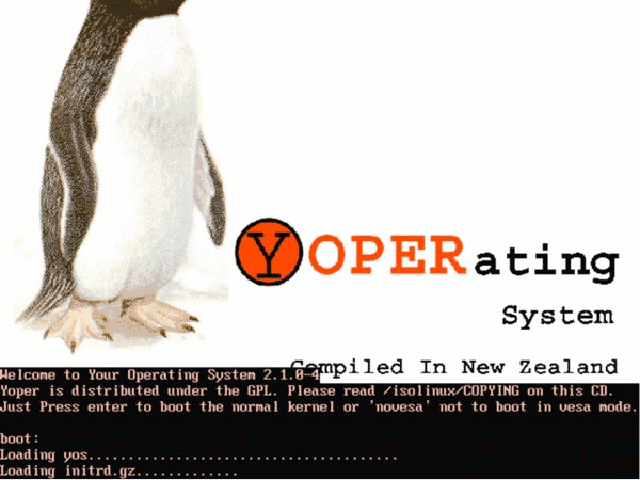 YOPERating
System
Compiled In New Zealand
Welcome to Your Operating System 2.1.0-4
Yoper is distributed under the GPL. Please read /isolinux/COPYING on this CD.
Just Press enter to boot the normal kernel or 'novesa' not to boot in vesa mode.
boot:
Loading yos.......................................
Loading initrd.gz.............